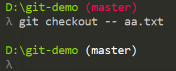 D:\git-demo (master)
λ git checkout -- aa.txt

D:\git-demo (master)
λ